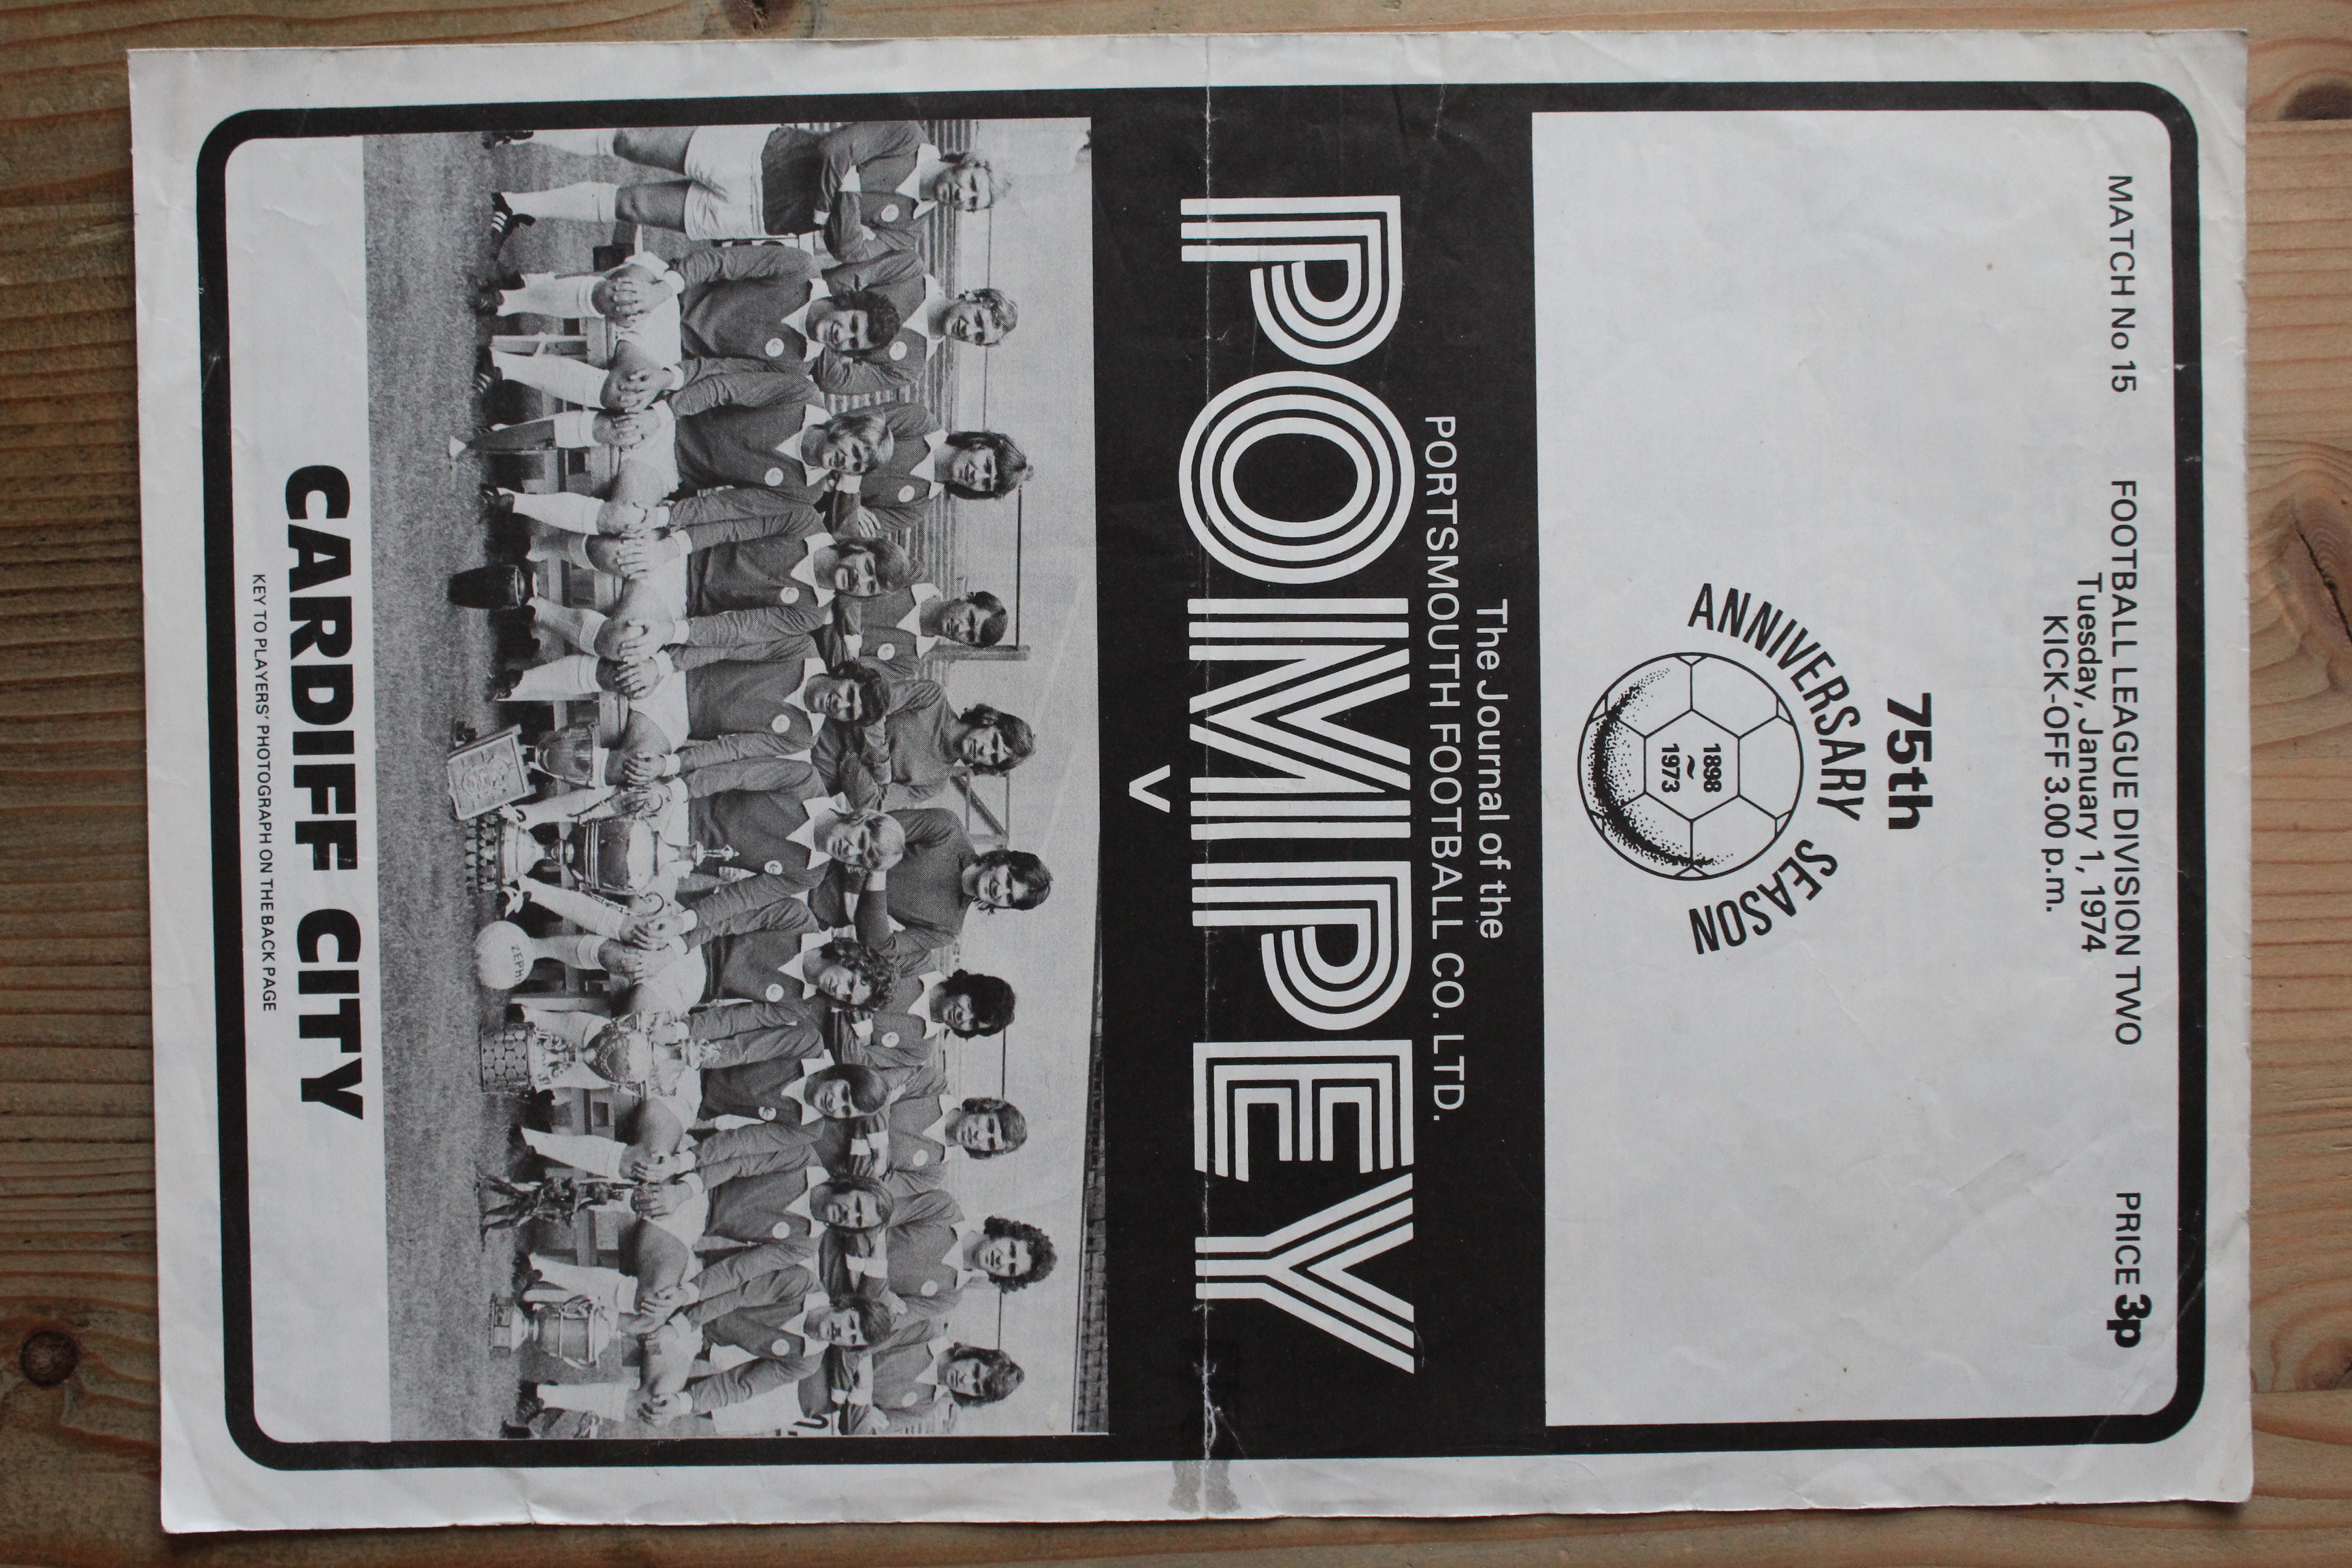 MATCH No 15 FOOTBALL LEAGUE DIVISION TWO PRICE 3p
Tuesday, January 1, 1974
KICK-OFF 3.00 p.m.
75th
ANNIVERSARY SEASON
1898
~
1973
The Journal of the
PORTSMOUTH FOOTBALL CO. LTD.
POMPEY
v
CARDIFF CITY
KEY TO PLAYERS' PHOTOGRAPH ON THE BACK PAGE